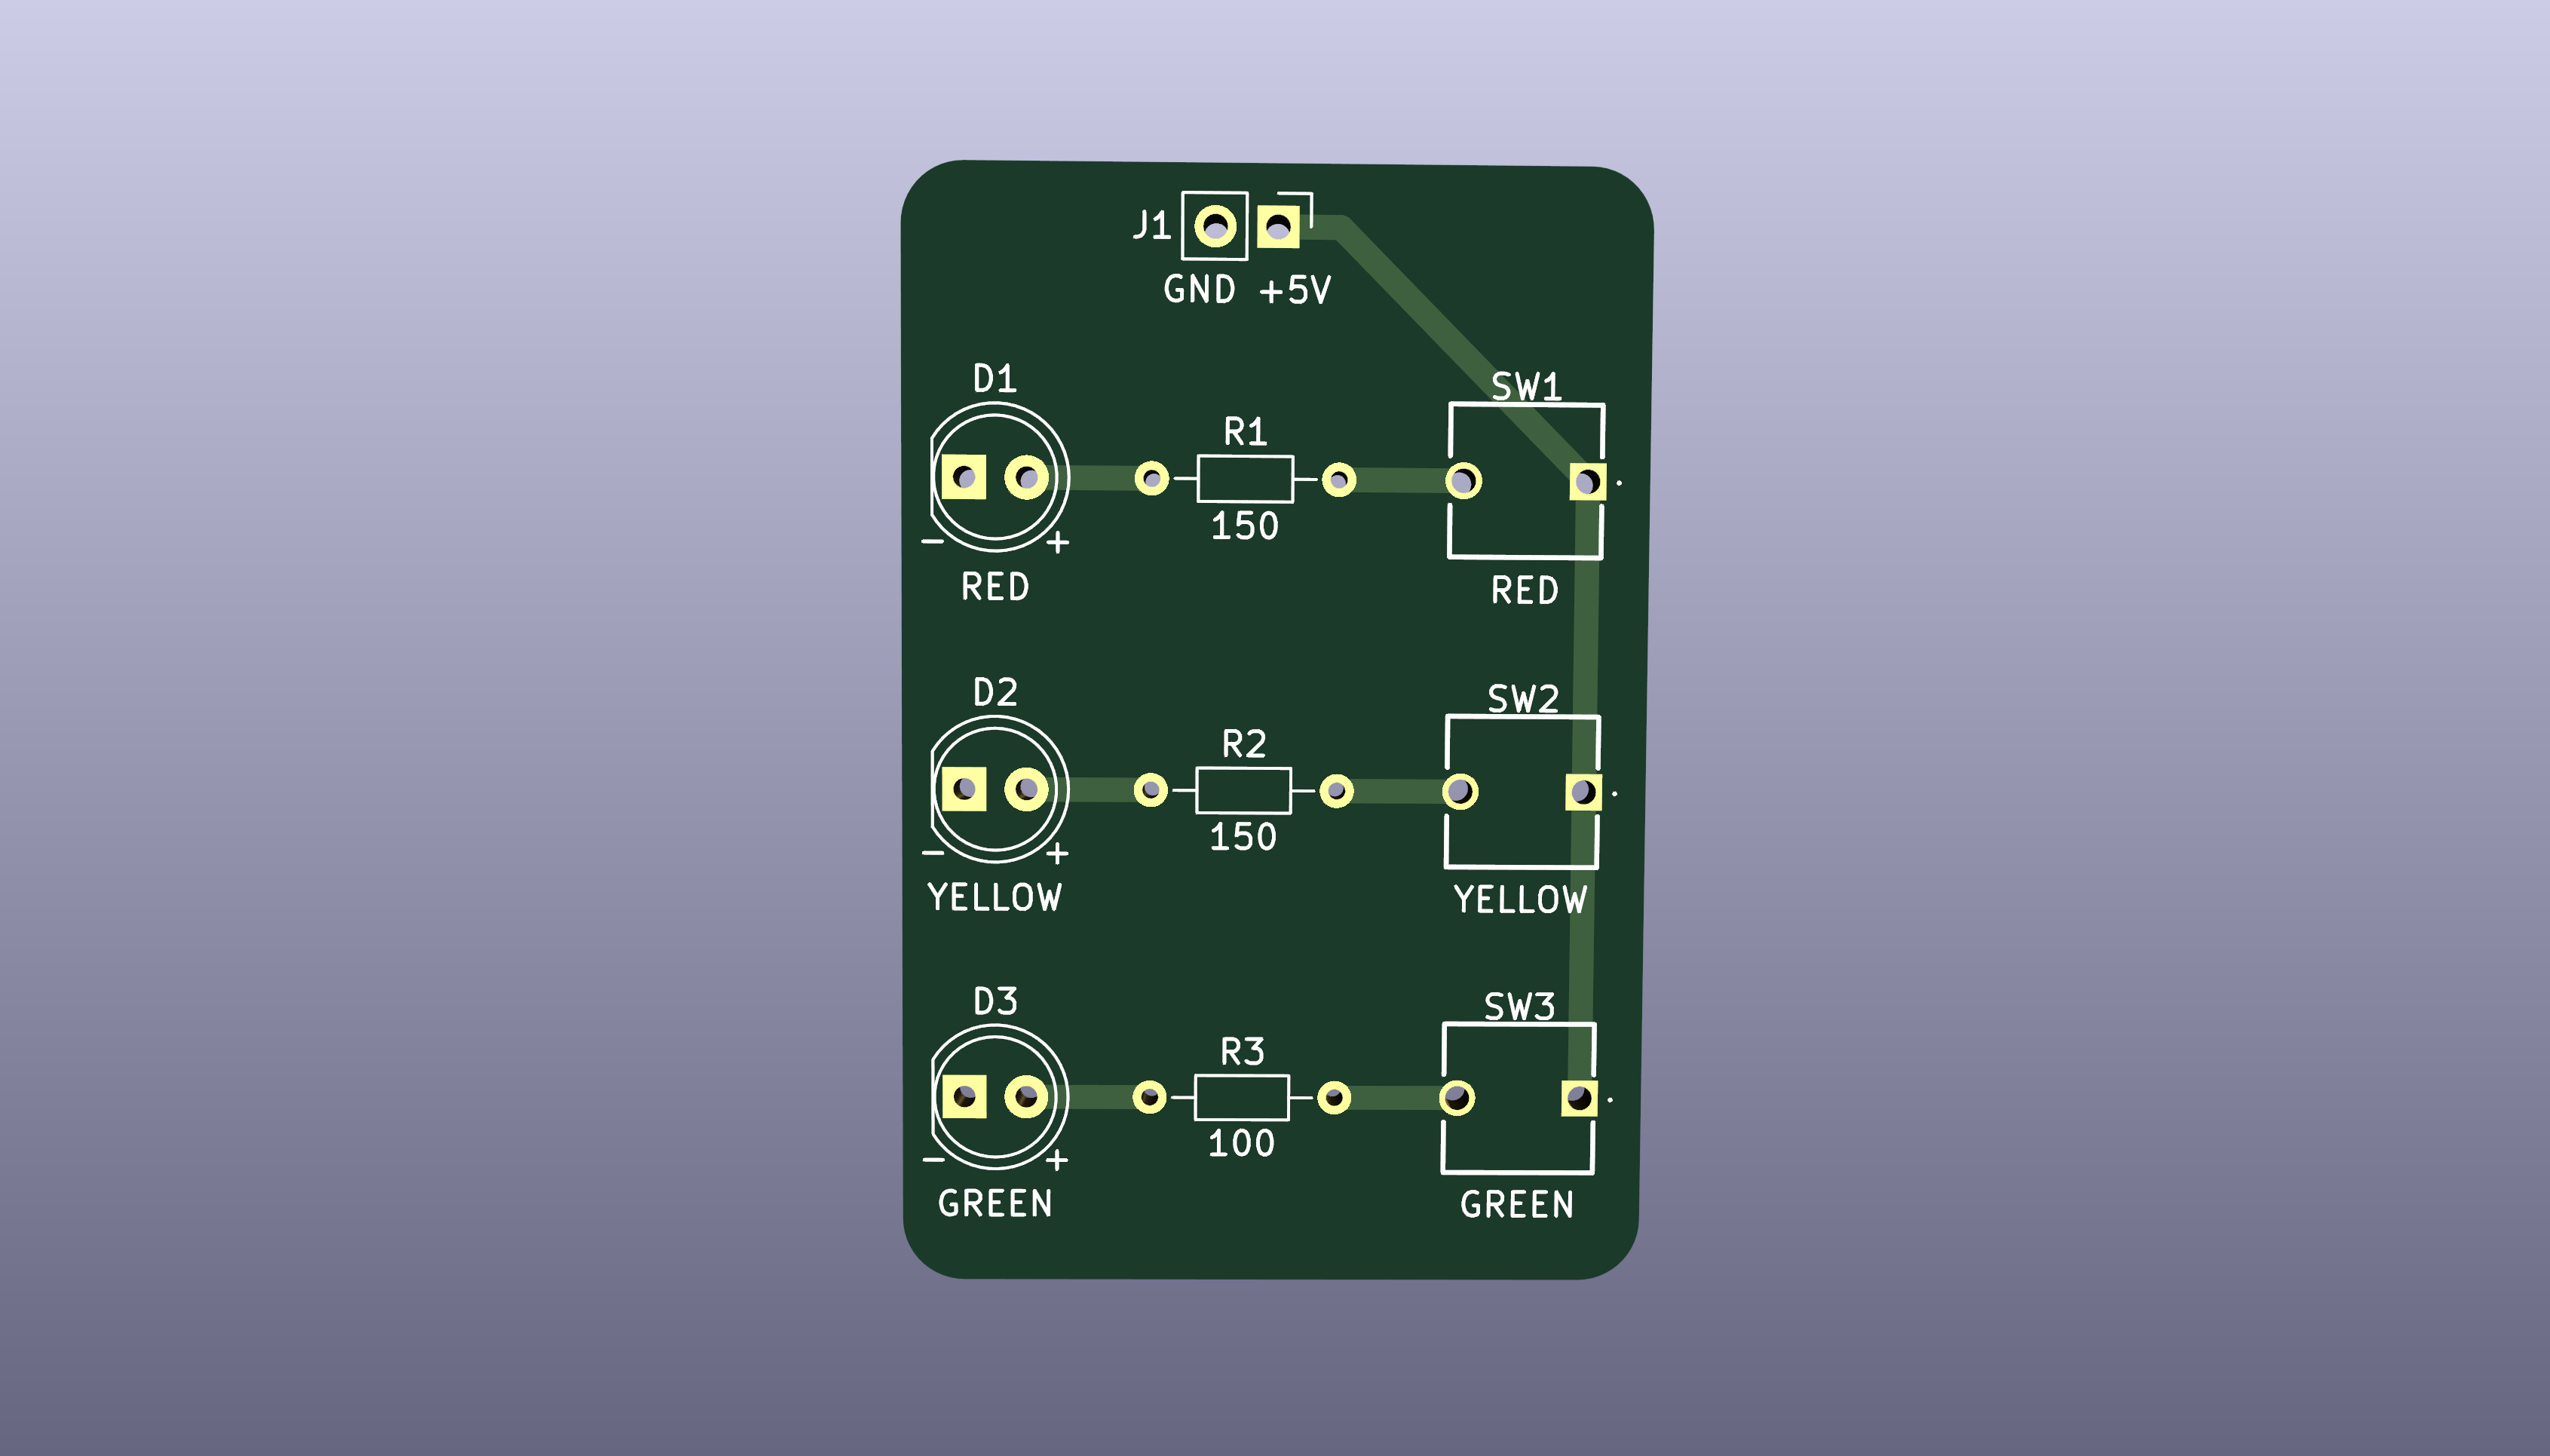 J1
GND +5V
D1
R1
SW1
150
- +
RED
RED
D2
R2
SW2
150
- +
YELLOW
YELLOW
D3
R3
SW3
100
- +
GREEN
GREEN